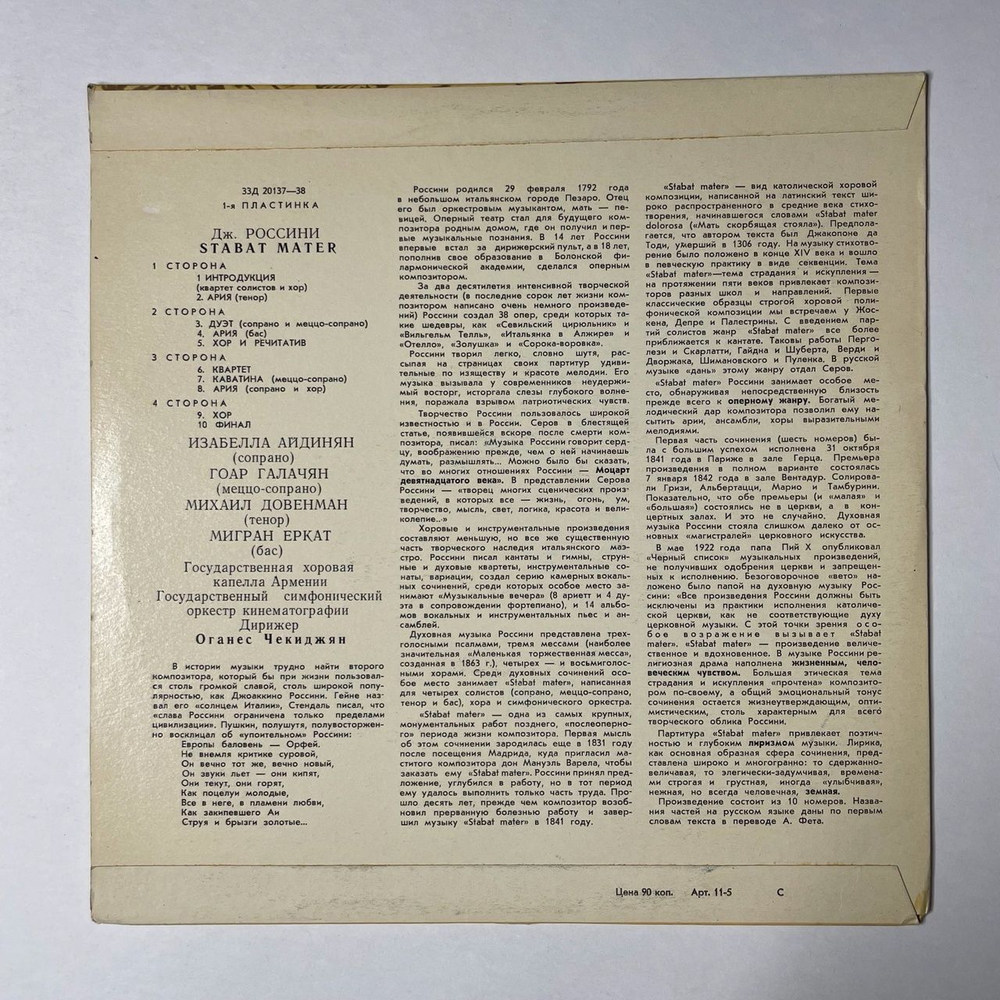 33Д 20137—38
1-я ПЛАСТИНКА
Дж. РОССИНИ
STABAT MATER
1 СТОРОНА
1 ИНТРОДУКЦИЯ
(квартет солистов и хор)
2. АРИЯ (тенор)
2 СТОРОНА
3. ДУЭТ (сопрано и меццо-сопрано)
4. АРИЯ (бас)
5. ХОР И РЕЧИТАТИВ
3 СТОРОНА
6. КВАРТЕТ
7. КАВАТИНА (меццо-сопрано)
8. АРИЯ (сопрано и хор)
4 СТОРОНА
9. ХОР
10 ФИНАЛ
ИЗАБЕЛЛА АЙДИНЯН
(сопрано)
ГОАР ГАЛАЧЯН
(меццо-сопрано)
МИХАИЛ ДОВЕНМАН
(тенор)
МИГРАН ЕРКАТ
(бас)
Государственная хоровая
капелла Армении
Государственный симфонический
оркестр кинематографии
Дирижер
Оганес Чекиджян
В истории музыки трудно найти второго
композитора, который бы при жизни пользовал-
ся столь громкой славой, столь широкой попу-
лярностью, как Джоаккино Россини. Гейне наз-
вал его «солнцем Италии», Стендаль писал, что
«слава Россини ограничена только пределами
цивилизации». Пушкин, полушутя, полувосторжен-
но восклицал об «упоительном» Россини:
Европы баловень — Орфей.
Не внемля критике суровой,
Он вечно тот же, вечно новый,
Он звуки льет — они кипят,
Они текут, они горят,
Как поцелуи молодые,
Все в неге, в пламени любви,
Как закипевшего Аи
Струя и брызги золотые...
Россини родился 29 февраля 1792 года
в небольшом итальянском городе Пезаро. Отец
его был оркестровым музыкантом, мать — пе-
вицей. Оперный театр стал для будущего ком-
позитора родным домом, где он получил и пер-
вые музыкальные познания. В 14 лет Россини
впервые встал за дирижерский пульт, а в 18 лет,
пополнив свое образование в Болонской фи-
лармонической академии, сделался оперным
композитором.
За два десятилетия интенсивной творческой
деятельности (в последние сорок лет жизни ком-
позитором написано очень немного произведе-
ний) Россини создал 38 опер, среди которых та-
кие шедевры, как «Севильский цирюльник» и
«Вильгельм Телль», «Итальянка в Алжире» и
«Отелло», «Золушка» и «Сорока-воровка».
Россини творил легко, словно шутя, рас-
сыпая на страницах своих партитур удиви-
тельные по изяществу и красоте мелодии. Его
музыка вызывала у современников неудержи-
мый восторг, исторгала слезы глубокого волне-
ния, поражала взрывом патриотических чувств.
Творчество Россини пользовалось широкой
известностью и в России. Серов в блестящей
статье, появившейся вскоре после смерти ком-
позитора, писал: «Музыка Россини говорит серд-
цу, воображению прежде, чем о ней начинаешь
думать, размышлять... Можно было бы сказать,
что во многих отношениях Россини — Моцарт
девятнадцатого века». В представлении Серова
Россини — «творец многих сценических произ-
ведений, в которых все — жизнь, огонь, ум,
творчество, мысль, свет, логика, красота и вели-
колепие...»
Хоровые и инструментальные произведения
составляют меньшую, но все же существенную
часть творческого наследия итальянского маэ-
стро. Россини писал кантаты и гимны, струн-
ные и духовые квартеты, инструментальные со-
наты, вариации, создал серию камерных вокаль-
ных сочинений, среди которых особое место за-
нимают «Музыкальные вечера» (8 ариетт и 4 ду-
эта в сопровождении фортепиано), и 14 альбо-
мов вокальных и инструментальных пьес и ан-
самблей.
Духовная музыка Россини представлена трех-
голосными псалмами, тремя мессами (наиболее
значительная «Маленькая торжественная месса»,
созданная в 1863 г.), четырех — и восьмиголос-
ными хорами. Среди духовных сочинений осо-
бое место занимает «Stabat mater», написанная
для четырех солистов (сопрано, меццо-сопрано,
тенор и бас), хора и симфонического оркестра.
«Stabat mater» — одно из самых крупных,
монументальных работ позднего, «послеоперно-
го» периода жизни композитора. Первая мысль
об этом сочинении зародилась еще в 1831 году
после посещения Мадрида, куда пригласил ма-
ститого композитора дон Мануэль Варела, чтобы
заказать ему «Stabat mater». Россини принял пред-
ложение, углубился в работу, но в тот период
ему удалось выполнить только часть труда. Про-
шло десять лет, прежде чем композитор возоб-
новил прерванную болезнью работу и завер-
шил музыку «Stabat mater» в 1841 году.
«Stabat mater» — вид католической хоровой
композиции, написанной на латинский текст ши-
роко распространенного в средние века стихо-
творения, начинавшегося словами «Stabat mater
dolorosa («Мать скорбящая стояла»). Предпола-
гается, что автором текста был Джакопоне да
Тоди, умерший в 1306 году. На музыку стихотво-
рение было положено в конце XIV века и вошло
в певческую практику в виде секвенции. Тема
«Stabat mater»—тема страдания и искупления—
на протяжении пяти веков привлекает компози-
торов разных школ и направлений. Первые
классические образцы строгой хоровой поли-
фонической композиции мы встречаем у Жос-
кена, Депре и Палестрины. С введением пар-
тий солистов жанр «Stabat mater» все более
приближается к кантате. Таковы работы Перго-
лези и Скарлатти, Гайдна и Шуберта, Верди и
Дворжака, Шимановского и Пуленка. В русской
музыке «дань» этому жанру отдал Серов.
«Stabat mater» Россини занимает особое ме-
сто, обнаруживая непосредственную близость
прежде всего к оперному жанру. Богатый ме-
лодический дар композитора позволил ему на-
сытить арии, ансамбли, хоры выразительными
мелодиями.
Первая часть сочинения (шесть номеров) бы-
ла с большим успехом исполнена 31 октября
1841 года в Париже в зале Герца. Премьера
произведения в полном варианте состоялась
7 января 1842 года в зале Вентадур. Солирова-
ли Гризи, Альбертацци, Марио и Тамбурини.
Показательно, что обе премьеры (и «малая» и
«большая») состоялись не в церкви, а в кон-
цертных залах. И это не случайно. Духовная
музыка Россини стояла слишком далеко от ос-
новных «магистралей» церковного искусства.
В мае 1922 года папа Пий X опубликовал
«Черный список» музыкальных произведений,
не получивших одобрения церкви и запрещен-
ных к исполнению. Безоговорочное «вето» на-
ложено было папой на духовную музыку Рос-
сини: «Все произведения Россини должны быть
исключены из практики исполнения католиче-
ской церкви, как не соответствующие духу
церковной музыки. С этой точки зрения осо-
бое возражение вызывает «Stabat
mater». «Stabat mater» — произведение величе-
ственное и вдохновенное. В музыке Россини ре-
лигиозная драма наполнена жизненным, чело-
веческим чувством. Большая этическая тема
страдания и искупления «прочтена» композито-
ром по-своему, а общий эмоциональный тонус
сочинения остается жизнеутверждающим, опти-
мистическим, столь характерным для всего
творческого облика Россини.
Партитура «Stabat mater» привлекает поэтич-
ностью и глубоким лиризмом музыки. Лирика,
как основная образная сфера сочинения, пред-
ставлена широко и многогранно: то сдержанно-
величавая, то элегически-задумчивая, времена-
ми строгая и грустная, иногда «улыбчивая»,
нежная, но всегда человечная, земная.
Произведение состоит из 10 номеров. Назва-
ния частей на русском языке даны по первым
словам текста в переводе А. Фета.
Цена 90 коп. Арт. 11-5 С